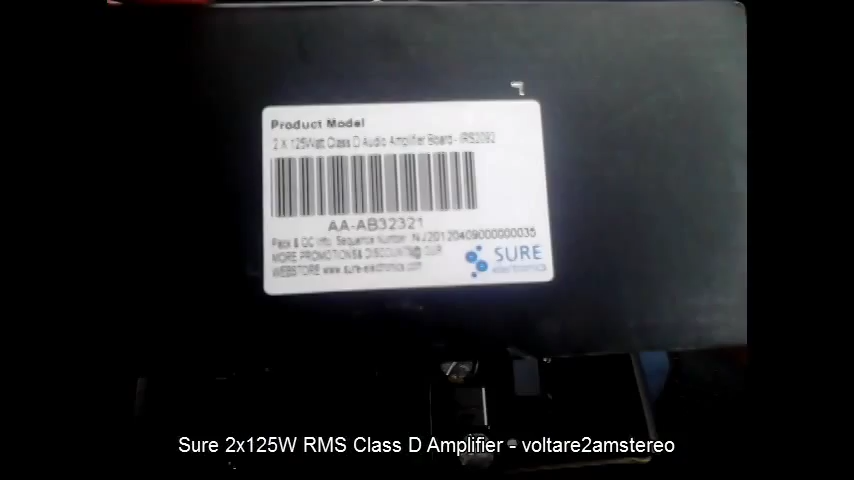 Product Model
2 X 125Watt Class D Audio Amplifier Board - IRS2092
AA-AB32321
Pack & QC Info. Sequence Number: NJ20120409000000035
MORE PROMOTIONS& DISCOUNTS@ OUR
WEBSTORE www.sure-electronics.com
SURE
electronics
Sure 2x125W RMS Class D Amplifier - voltare2amstereo